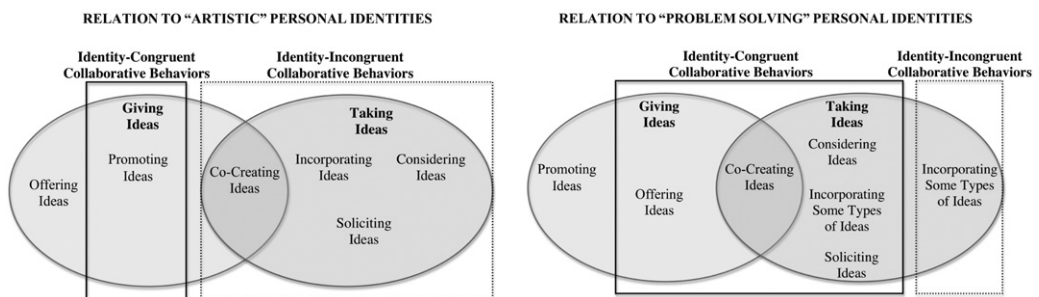 RELATION TO “ARTISTIC” PERSONAL IDENTITIES
Identity-Congruent
Collaborative Behaviors
Identity-Incongruent
Collaborative Behaviors
Giving
Ideas
Taking
Ideas
Promoting
Ideas
Offering
Ideas
Co-Creating
Ideas
Incorporating
Ideas
Considering
Ideas
Soliciting
Ideas
RELATION TO “PROBLEM SOLVING” PERSONAL IDENTITIES
Identity-Congruent
Collaborative Behaviors
Identity-Incongruent
Collaborative Behaviors
Giving
Ideas
Taking
Ideas
Promoting
Ideas
Offering
Ideas
Co-Creating
Ideas
Considering
Ideas
Incorporating
Some Types
of Ideas
Soliciting
Ideas
Incorporating
Some Types
of Ideas